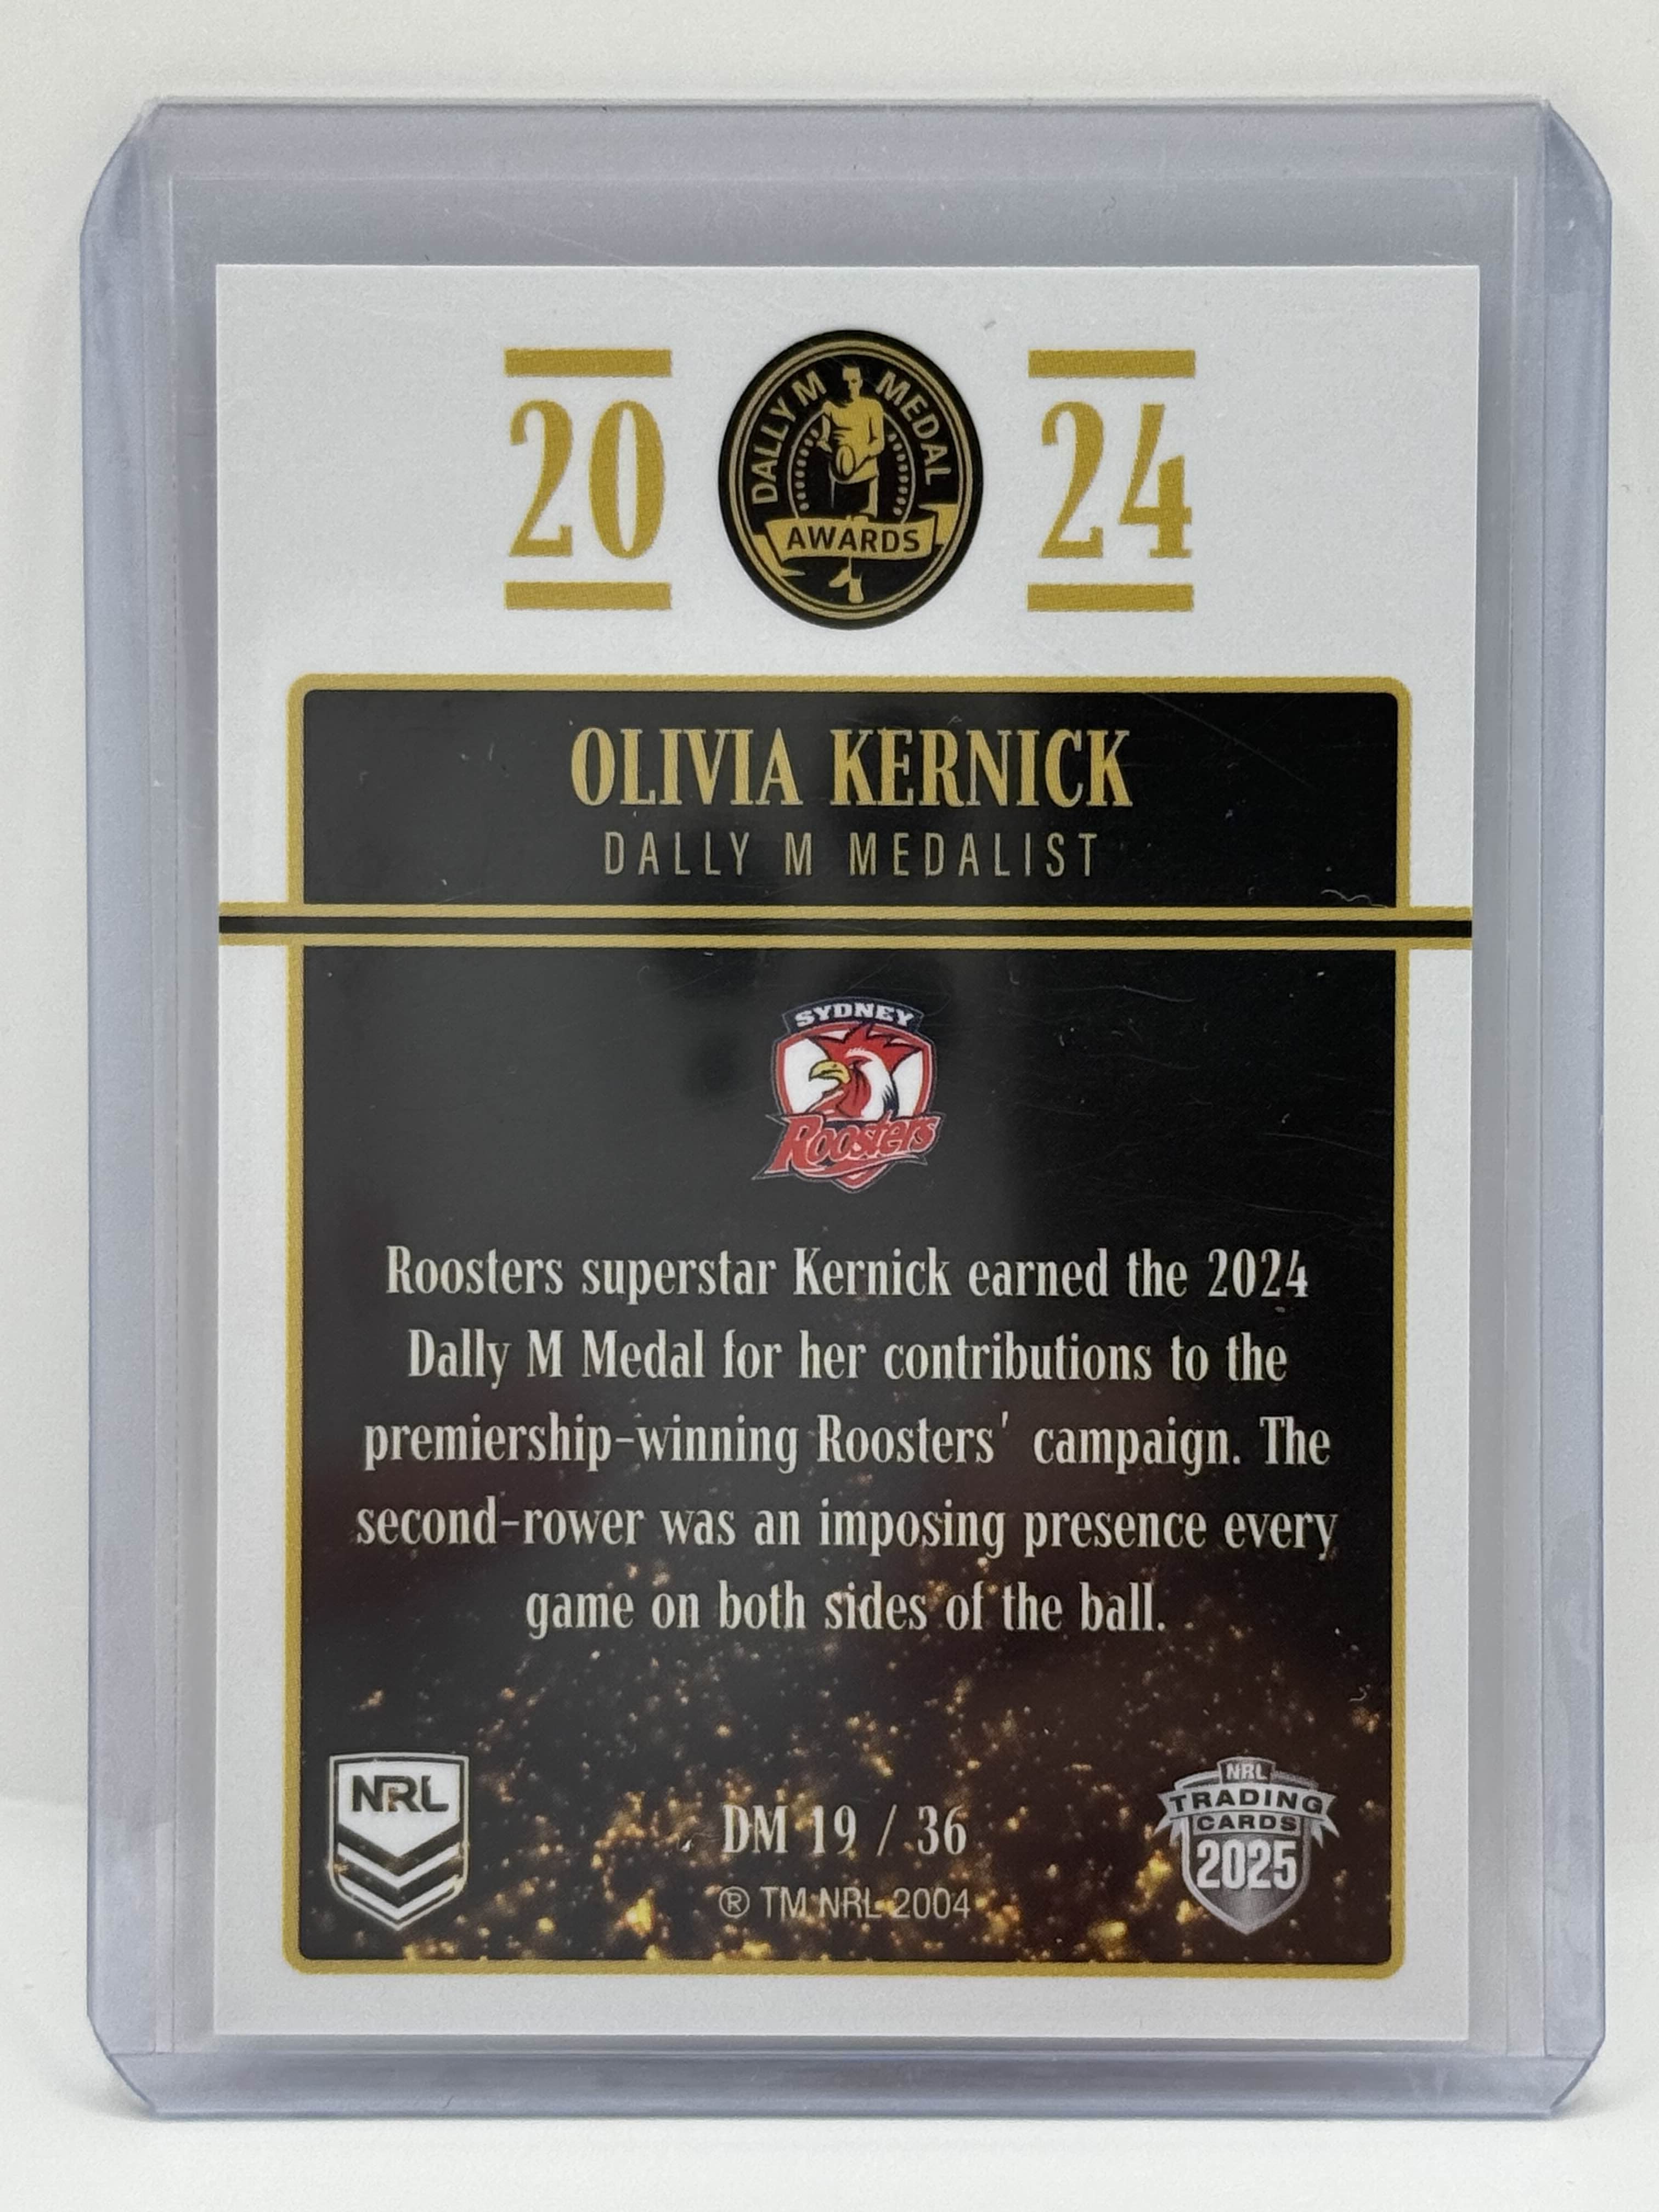 20 24
DALLY M MEDAL
AWARDS
OLIVIA KERNICK
DALLY M MEDALIST
SYDNEY
Roosters
Roosters superstar Kernick earned the 2024
Dally M Medal for her contributions to the
premiership-winning Roosters' campaign. The
second-rower was an imposing presence every
game on both sides of the ball.
NRL
DM 19 / 36
® TM NRL 2004
NRL
TRADING
CARDS
2025